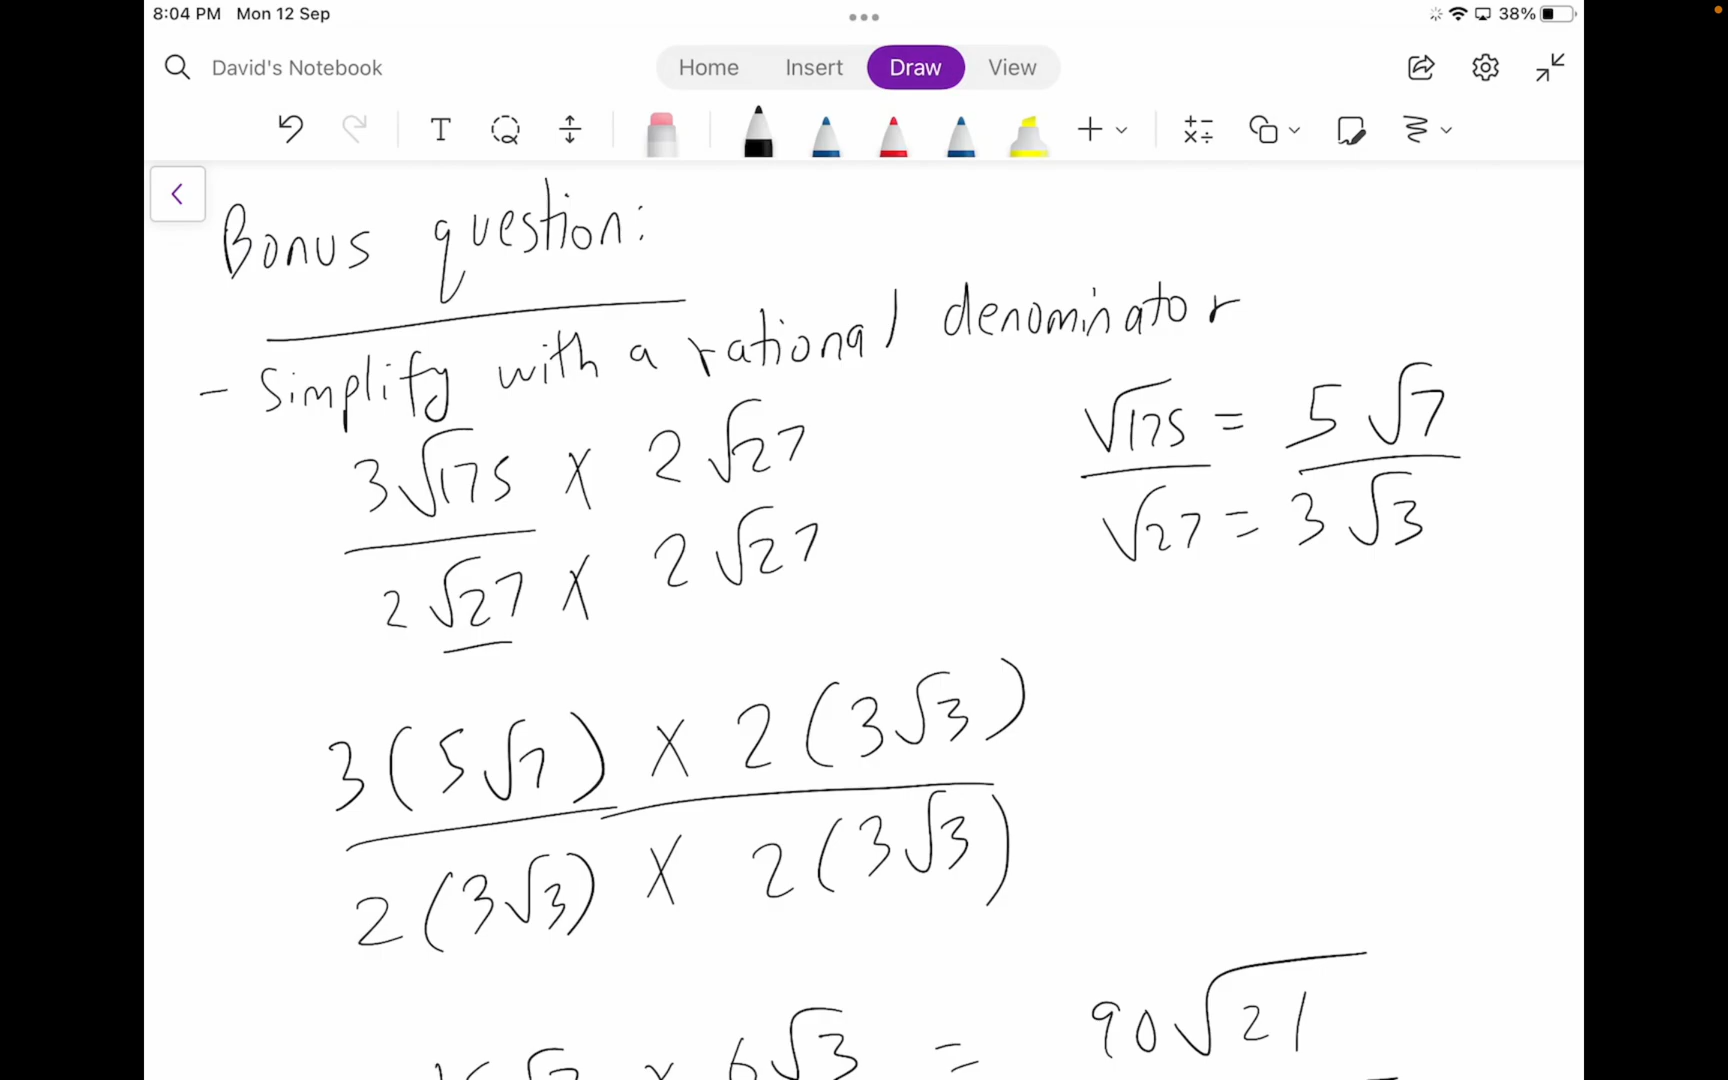 8:04 PM Mon 12 Sep 38%
David's Notebook Home Insert Draw View
T
Bonus question:
- Simplify with a rational denominator
3√175 × 2√27
2√27 × 2√27
√175 = 5√7
√27 = 3√3
3(5√7) × 2(3√3)
2(3√3) × 2(3√3)
× 6√3 = 90√21